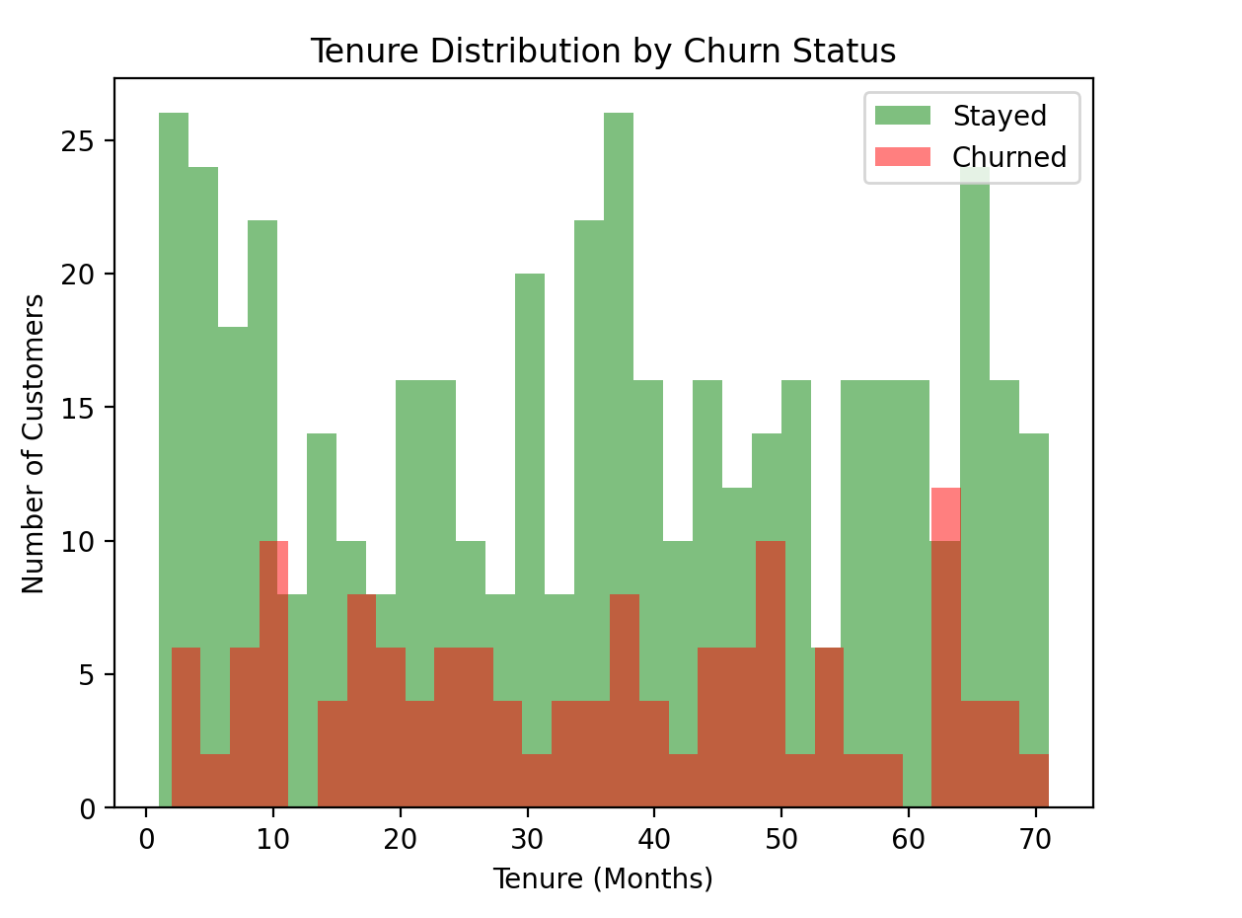 Tenure Distribution by Churn Status
Stayed
Churned
Number of Customers
25
20
15
10
5
0
0 10 20 30 40 50 60 70
Tenure (Months)